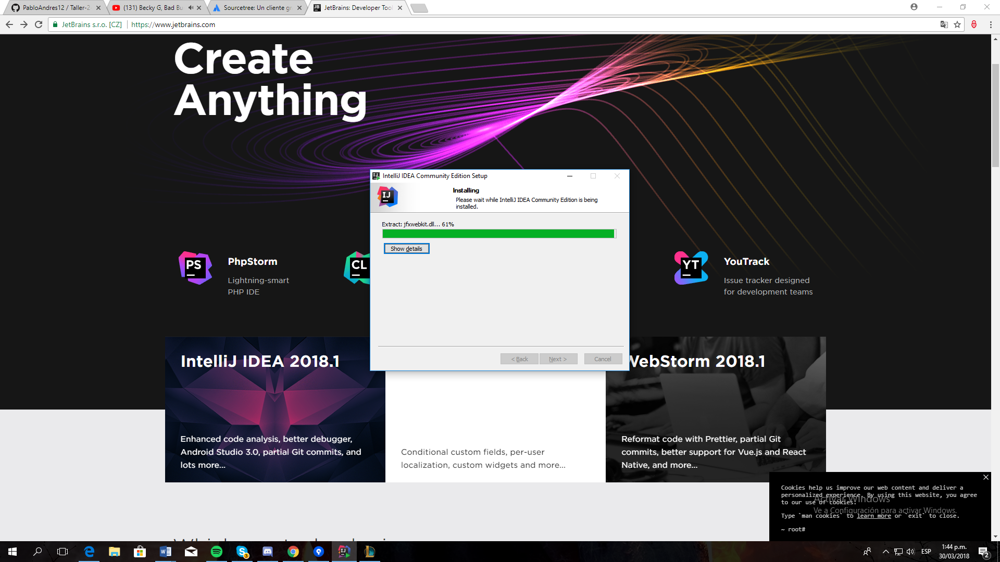 PabloAndres12 / Taller-2
(131) Becky G, Bad Bu
Sourcetree: Un cliente gr
JetBrains: Developer Tool
JetBrains s.r.o. [CZ]
https://www.jetbrains.com
Create
Anything
IntelliJ IDEA Community Edition Setup
IJ
Installing
Please wait while IntelliJ IDEA Community Edition is being
installed.
Extract: jfxwebkit.dll... 61%
Show details
< Back
Next >
Cancel
PS
PhpStorm
Lightning-smart
PHP IDE
CL
YT
YouTrack
Issue tracker designed
for development teams
IntelliJ IDEA 2018.1
Enhanced code analysis, better debugger,
Android Studio 3.0, partial Git commits, and
lots more...
Conditional custom fields, per-user
localization, custom widgets and more...
WebStorm 2018.1
Reformat code with Prettier, partial Git
commits, better support for Vue.js and React
Native, and more...
Cookies help us improve our web content and deliver a
personalized experience. By using this website, you agree
to our use of cookies.
Type `man cookies` to learn more or `exit` to close.
~ root#
Activar Windows
Ve a Configuración para activar Windows.
3
ESP
1:44 p.m.
30/03/2018
2